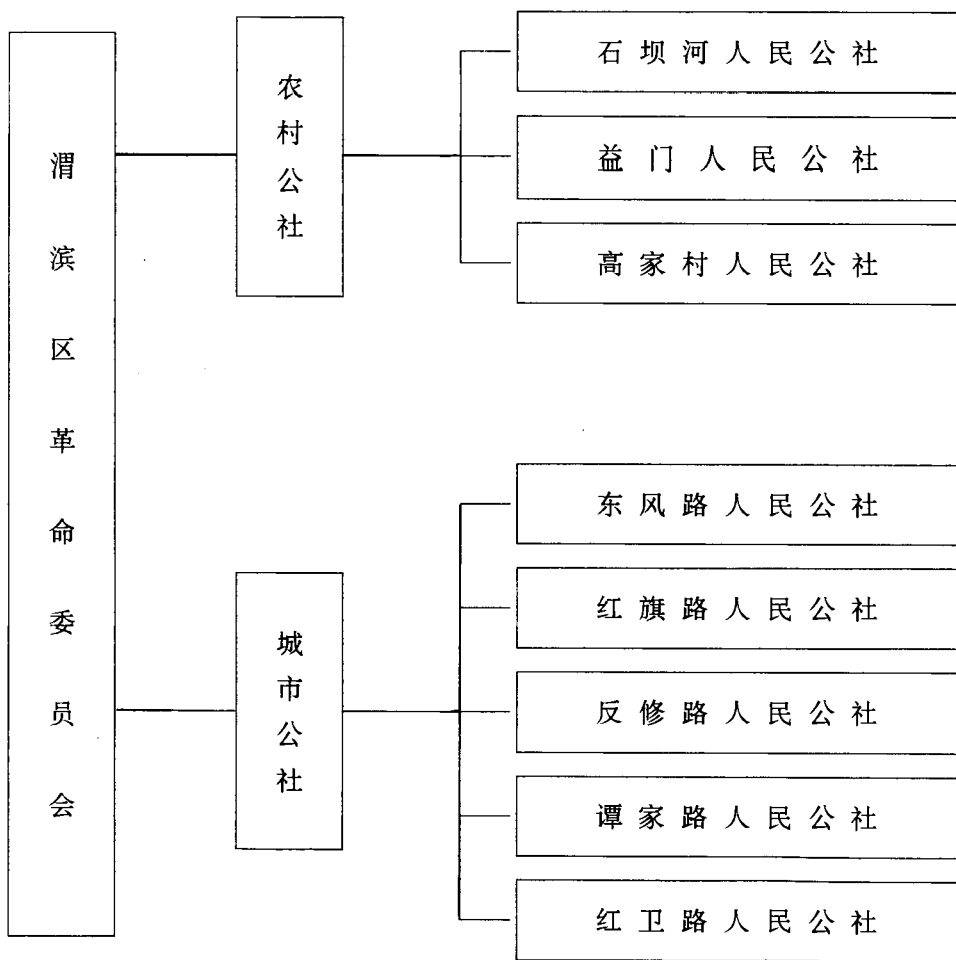 渭滨区革命委员会
农村公社
石坝河人民公社
益门人民公社
高家村人民公社
城市公社
东风路人民公社
红旗路人民公社
反修路人民公社
谭家路人民公社
红卫路人民公社